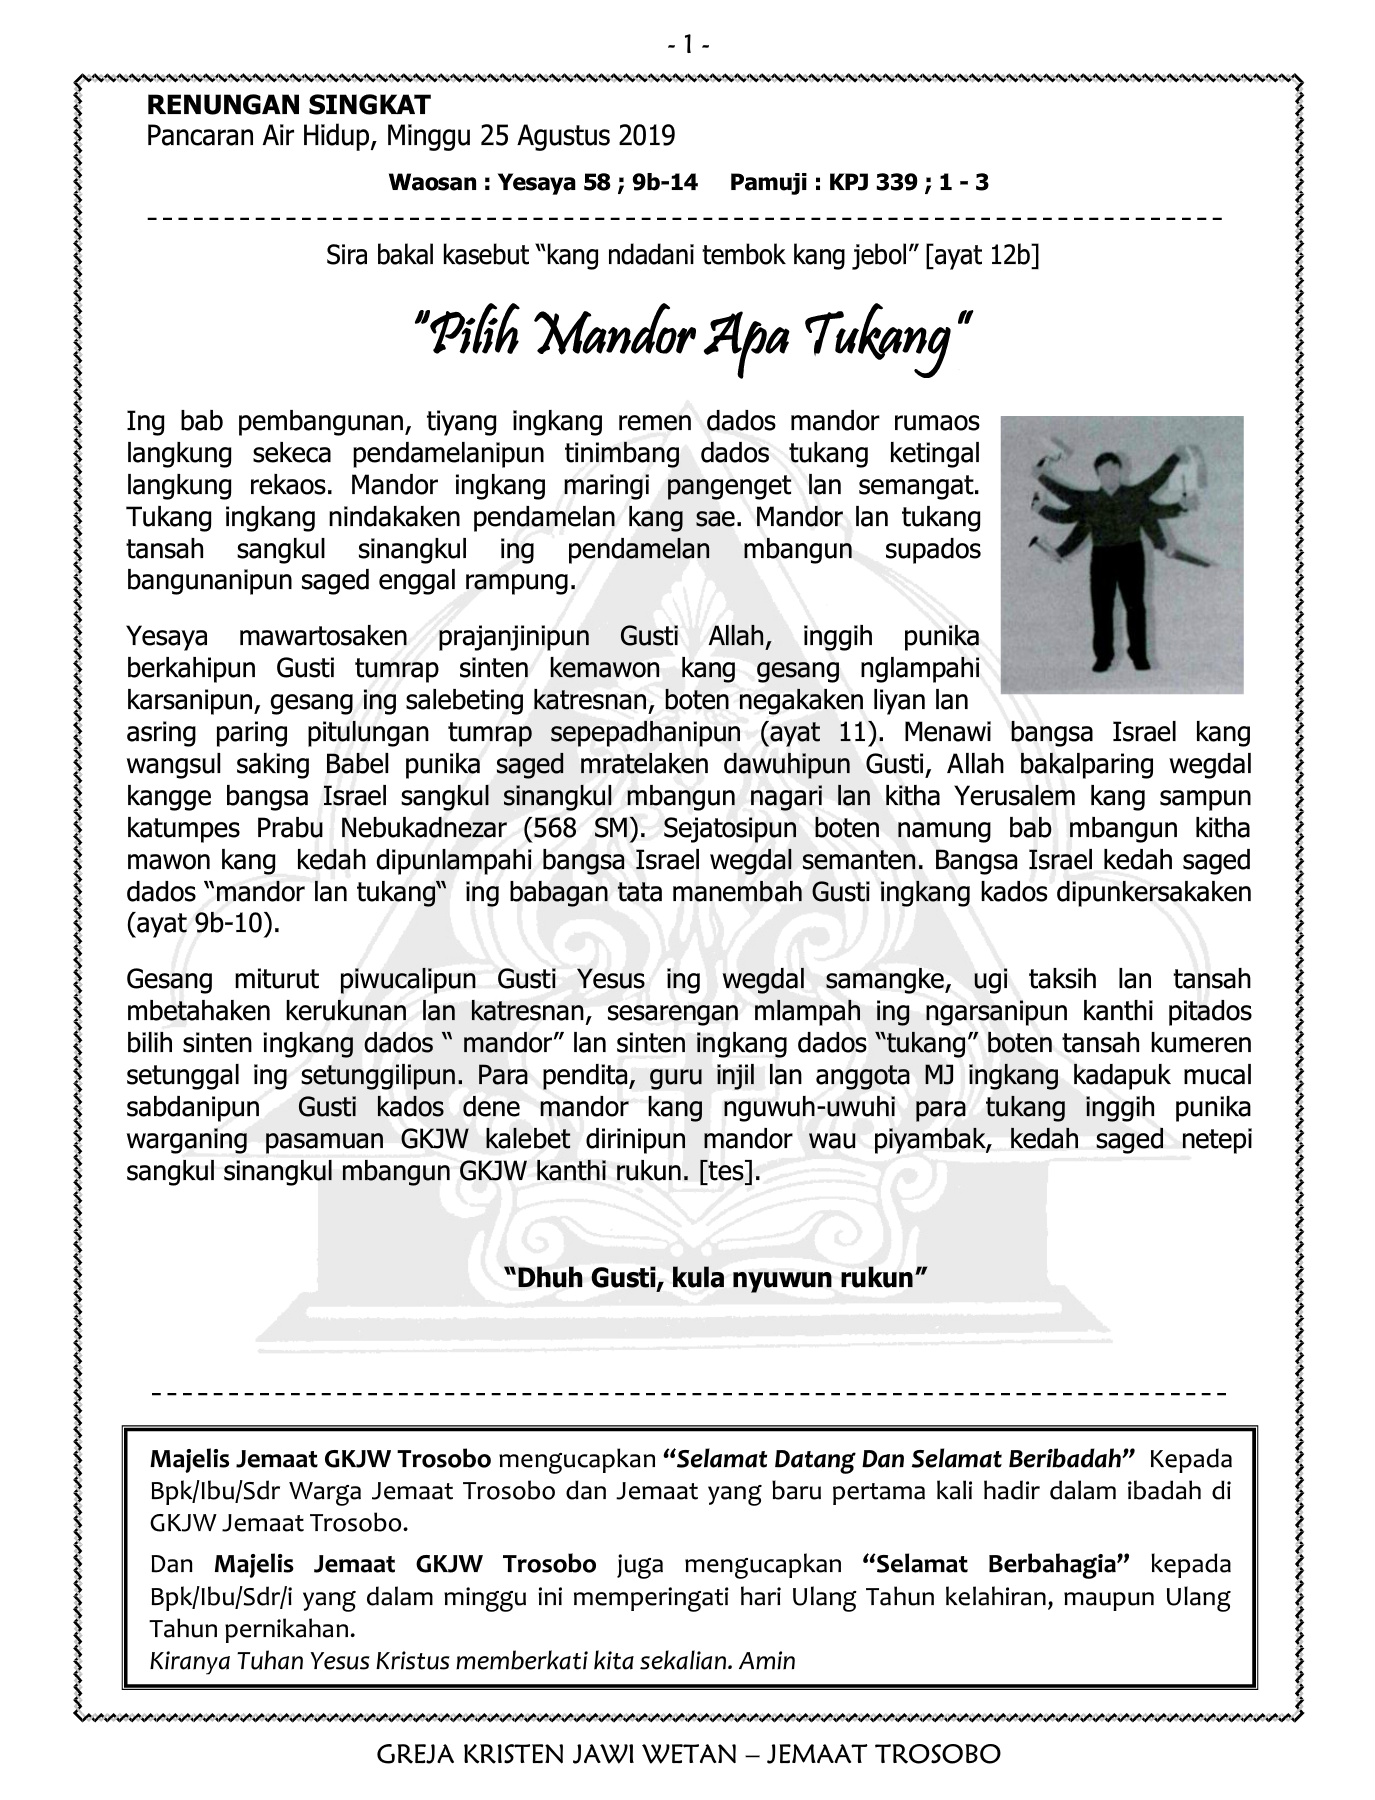 - 1 -
RENUNGAN SINGKAT
Pancaran Air Hidup, Minggu 25 Agustus 2019
Waosan : Yesaya 58 ; 9b-14 Pamuji : KPJ 339 ; 1 - 3
Sira bakal kasebut “kang ndadani tembok kang jebol” [ayat 12b]
"Pilih Mandor Apa Tukang"
Ing bab pembangunan, tiyang ingkang remen dados mandor rumaos
langkung sekeca pendamelanipun tinimbang dados tukang ketingal
langkung rekaos. Mandor ingkang maringi pangenget lan semangat.
Tukang ingkang nindakaken pendamelan kang sae. Mandor lan tukang
tansah sangkul sinangkul ing pendamelan mbangun supados
bangunanipun saged enggal rampung.
Yesaya mawartosaken prajanjinipun Gusti Allah, inggih punika
berkahipun Gusti tumrap sinten kemawon kang gesang nglampahi
karsanipun, gesang ing salebeting katresnan, boten negakaken liyan lan
asring paring pitulungan tumrap sepepadhanipun (ayat 11). Menawi bangsa Israel kang
wangsul saking Babel punika saged mratelaken dawuhipun Gusti, Allah bakalparing wegdal
kangge bangsa Israel sangkul sinangkul mbangun nagari lan kitha Yerusalem kang sampun
katumpes Prabu Nebukadnezar (568 SM). Sejatosipun boten namung bab mbangun kitha
mawon kang kedah dipunlampahi bangsa Israel wegdal semanten. Bangsa Israel kedah saged
dados “mandor lan tukang“ ing babagan tata manembah Gusti ingkang kados dipunkersakaken
(ayat 9b-10).
Gesang miturut piwucalipun Gusti Yesus ing wegdal samangke, ugi taksih lan tansah
mbetahaken kerukunan lan katresnan, sesarengan mlampah ing ngarsanipun kanthi pitados
bilih sinten ingkang dados “ mandor” lan sinten ingkang dados “tukang” boten tansah kumeren
setunggal ing setunggilipun. Para pendita, guru injil lan anggota MJ ingkang kadapuk mucal
sabdanipun Gusti kados dene mandor kang nguwuh-uwuhi para tukang inggih punika
warganing pasamuan GKJW kalebet dirinipun mandor wau piyambak, kedah saged netepi
sangkul sinangkul mbangun GKJW kanthi rukun. [tes].
“Dhuh Gusti, kula nyuwun rukun”
Majelis Jemaat GKJW Trosobo mengucapkan “Selamat Datang Dan Selamat Beribadah” Kepada
Bpk/Ibu/Sdr Warga Jemaat Trosobo dan Jemaat yang baru pertama kali hadir dalam ibadah di
GKJW Jemaat Trosobo.
Dan Majelis Jemaat GKJW Trosobo juga mengucapkan “Selamat Berbahagia” kepada
Bpk/Ibu/Sdr/i yang dalam minggu ini memperingati hari Ulang Tahun kelahiran, maupun Ulang
Tahun pernikahan.
Kiranya Tuhan Yesus Kristus memberkati kita sekalian. Amin
GREJA KRISTEN JAWI WETAN – JEMAAT TROSOBO